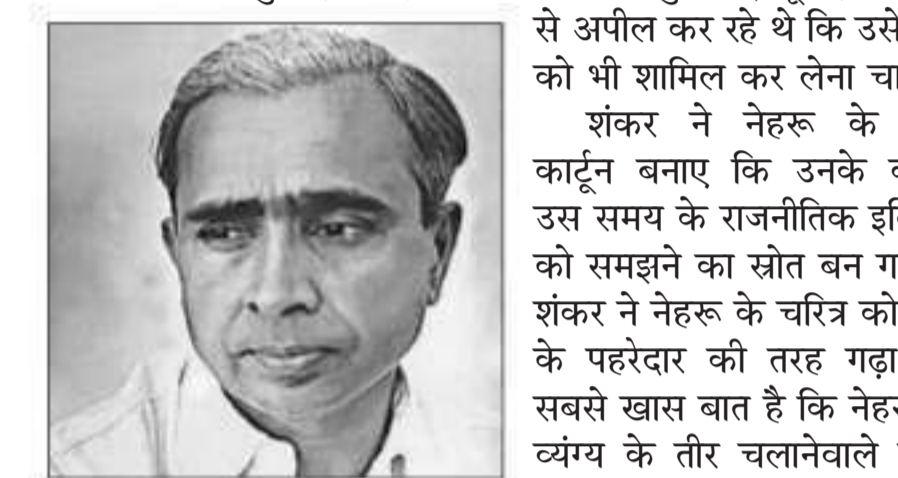 से अपील कर रहे थे कि उसे
को भी शामिल कर लेना
शंकर ने नेहरू के
कार्टून बनाए कि उनके
उस समय के राजनीतिक
को समझने का स्रोत बन
शंकर ने नेहरू के चरित्र को
के पहरेदार की तरह गढ़ा
सबसे खास बात है कि
व्यंग्य के तीर चलानेवाले